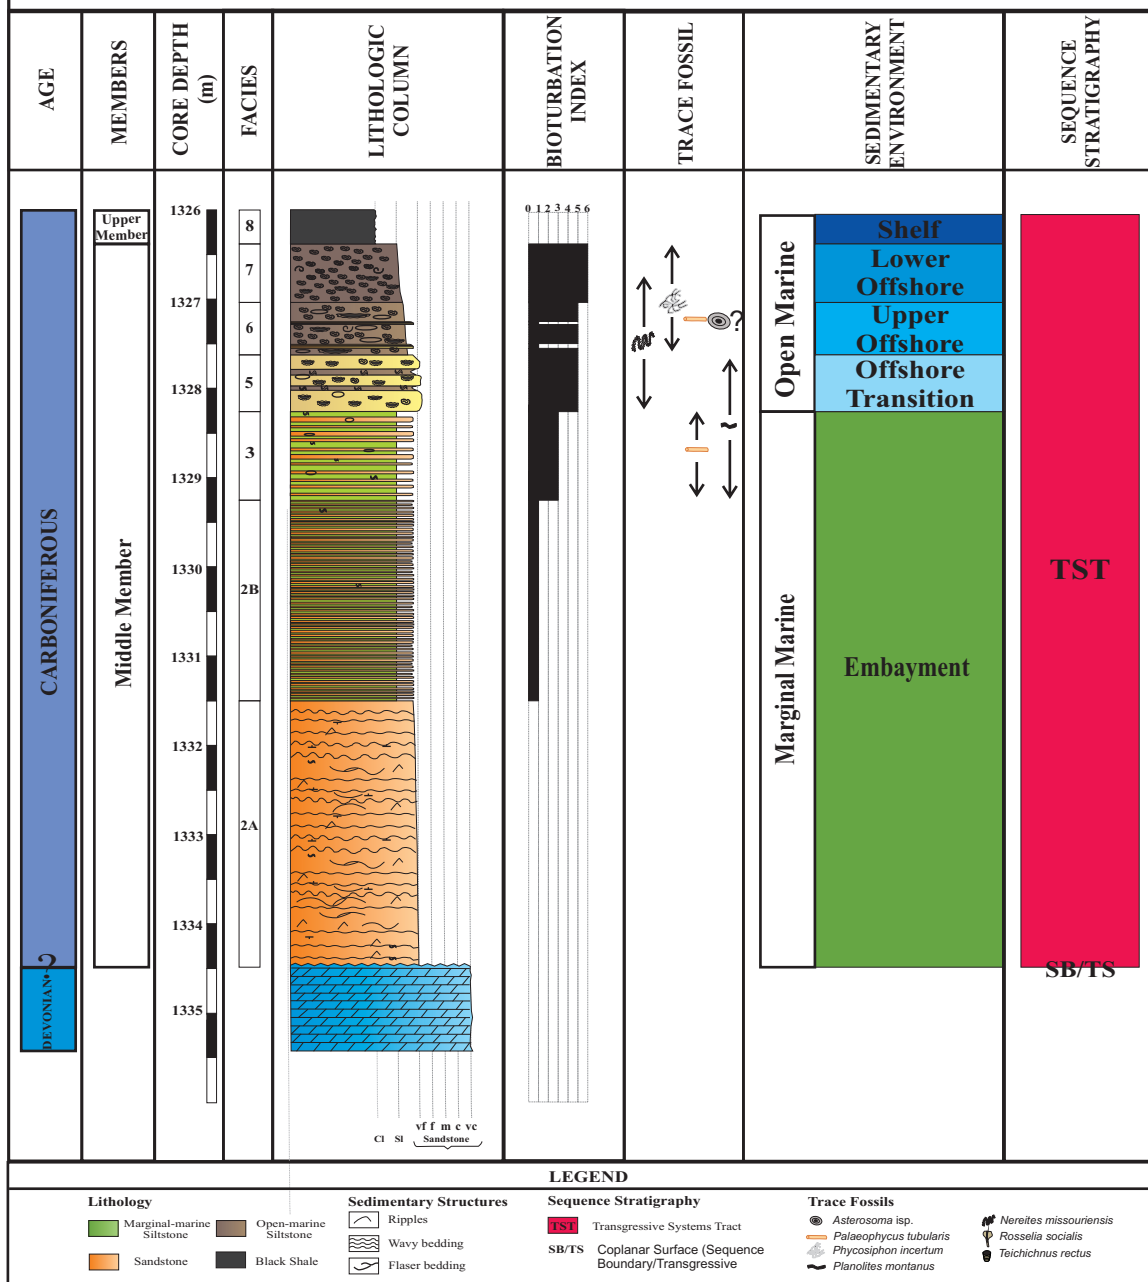 AGE
MEMBERS
CORE DEPTH
(m)
FACIES
LITHOLOGIC
COLUMN
BIOTURBATION
INDEX
TRACE FOSSIL
SEDIMENTARY
ENVIRONMENT
SEQUENCE
STRATIGRAPHY
CARBONIFEROUS
?
DEVONIAN
Upper
Member
Middle Member
1326
1327
1328
1329
1330
1331
1332
1333
1334
1335
8
7
6
5
3
2B
2A
Cl Sl vf f m c vc
Sandstone
0 1 2 3 4 5 6
?
Open Marine
Marginal Marine
Shelf
Lower
Offshore
Upper
Offshore
Offshore
Transition
Embayment
TST
SB/TS
LEGEND
Lithology
Marginal-marine
Siltstone
Open-marine
Siltstone
Sandstone
Black Shale
Sedimentary Structures
Ripples
Wavy bedding
Flaser bedding
Sequence Stratigraphy
TST Transgressive Systems Tract
SB/TS Coplanar Surface (Sequence
Boundary/Transgressive
Trace Fossils
Asterosoma isp.
Palaeophycus tubularis
Phycosiphon incertum
Planolites montanus
Nereites missouriensis
Rosselia socialis
Teichichnus rectus